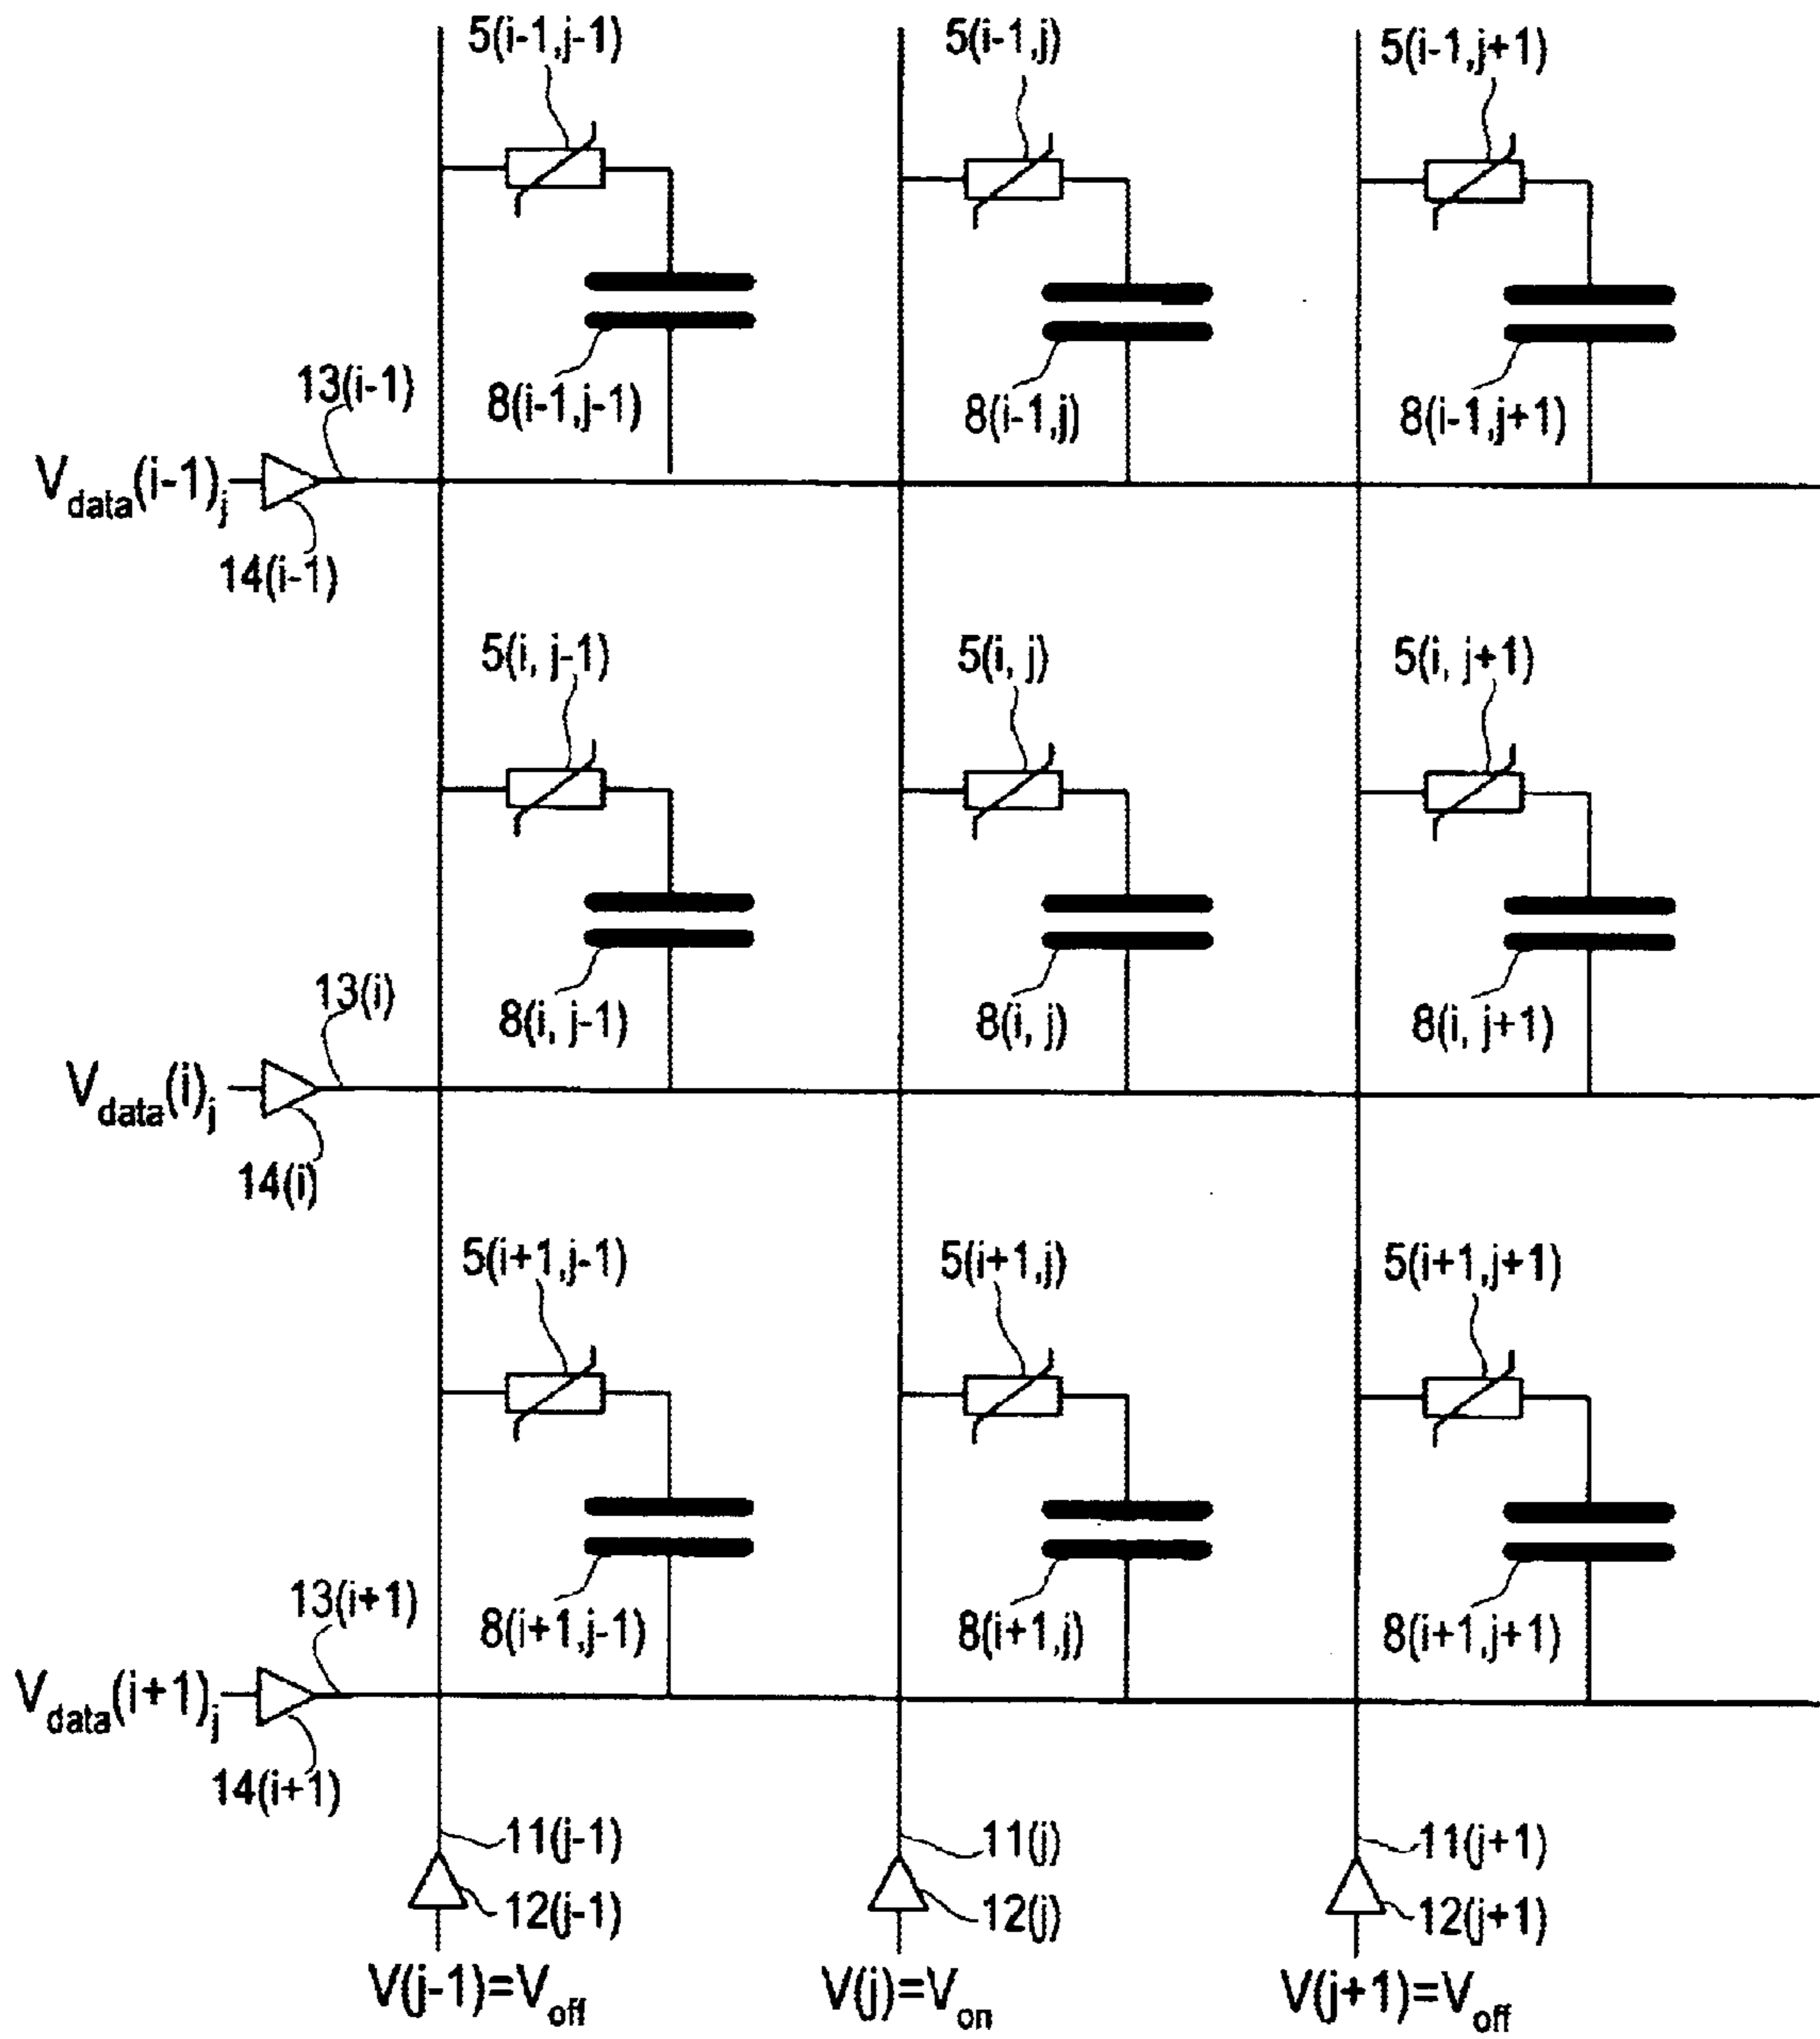 5(i-1,j-1) 5(i-1,j) 5(i-1,j+1)
13(i-1) 8(i-1,j-1) 8(i-1,j) 8(i-1,j+1)
Vdata(i-1)j
14(i-1)
5(i, j-1) 5(i, j) 5(i, j+1)
13(i) 8(i, j-1) 8(i, j) 8(i, j+1)
Vdata(i)j
14(i)
5(i+1,j-1) 5(i+1,j) 5(i+1,j+1)
13(i+1) 8(i+1,j-1) 8(i+1,j) 8(i+1,j+1)
Vdata(i+1)j
14(i+1)
11(j-1) 11(j) 11(j+1)
12(j-1) 12(j) 12(j+1)
V(j-1)=Voff V(j)=Von V(j+1)=Voff